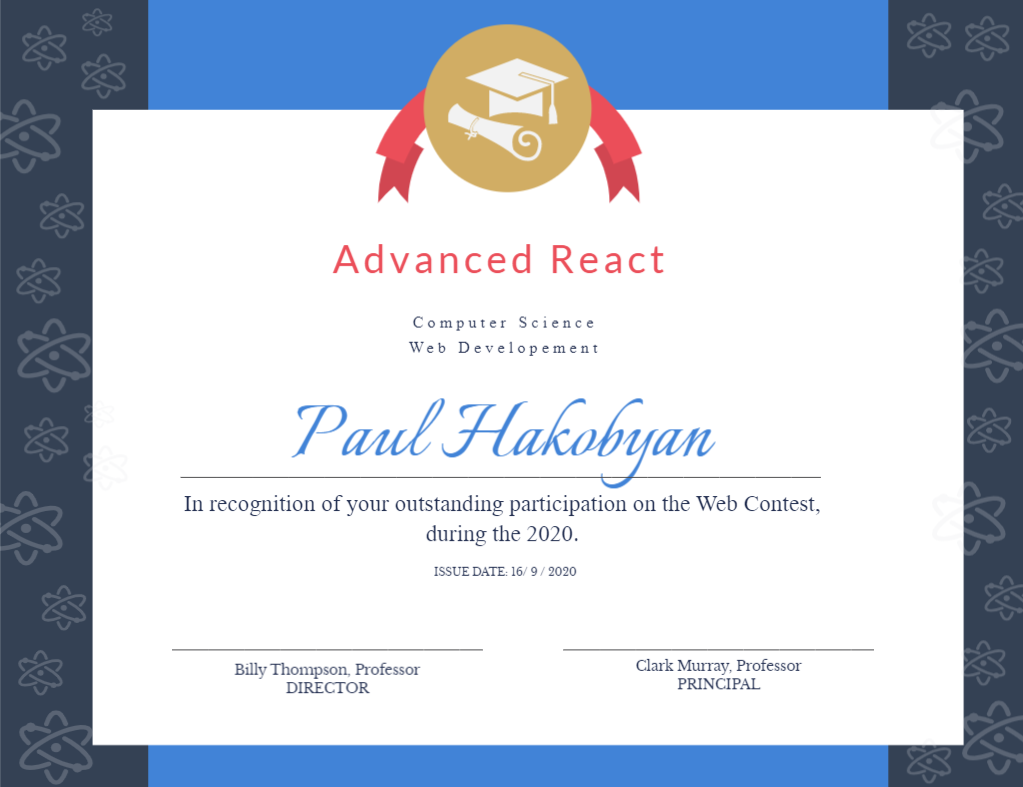 Advanced React
Computer Science
Web Developement
Paul Hakobyan
In recognition of your outstanding participation on the Web Contest,
during the 2020.
ISSUE DATE: 16/ 9 / 2020
Billy Thompson, Professor
DIRECTOR
Clark Murray, Professor
PRINCIPAL